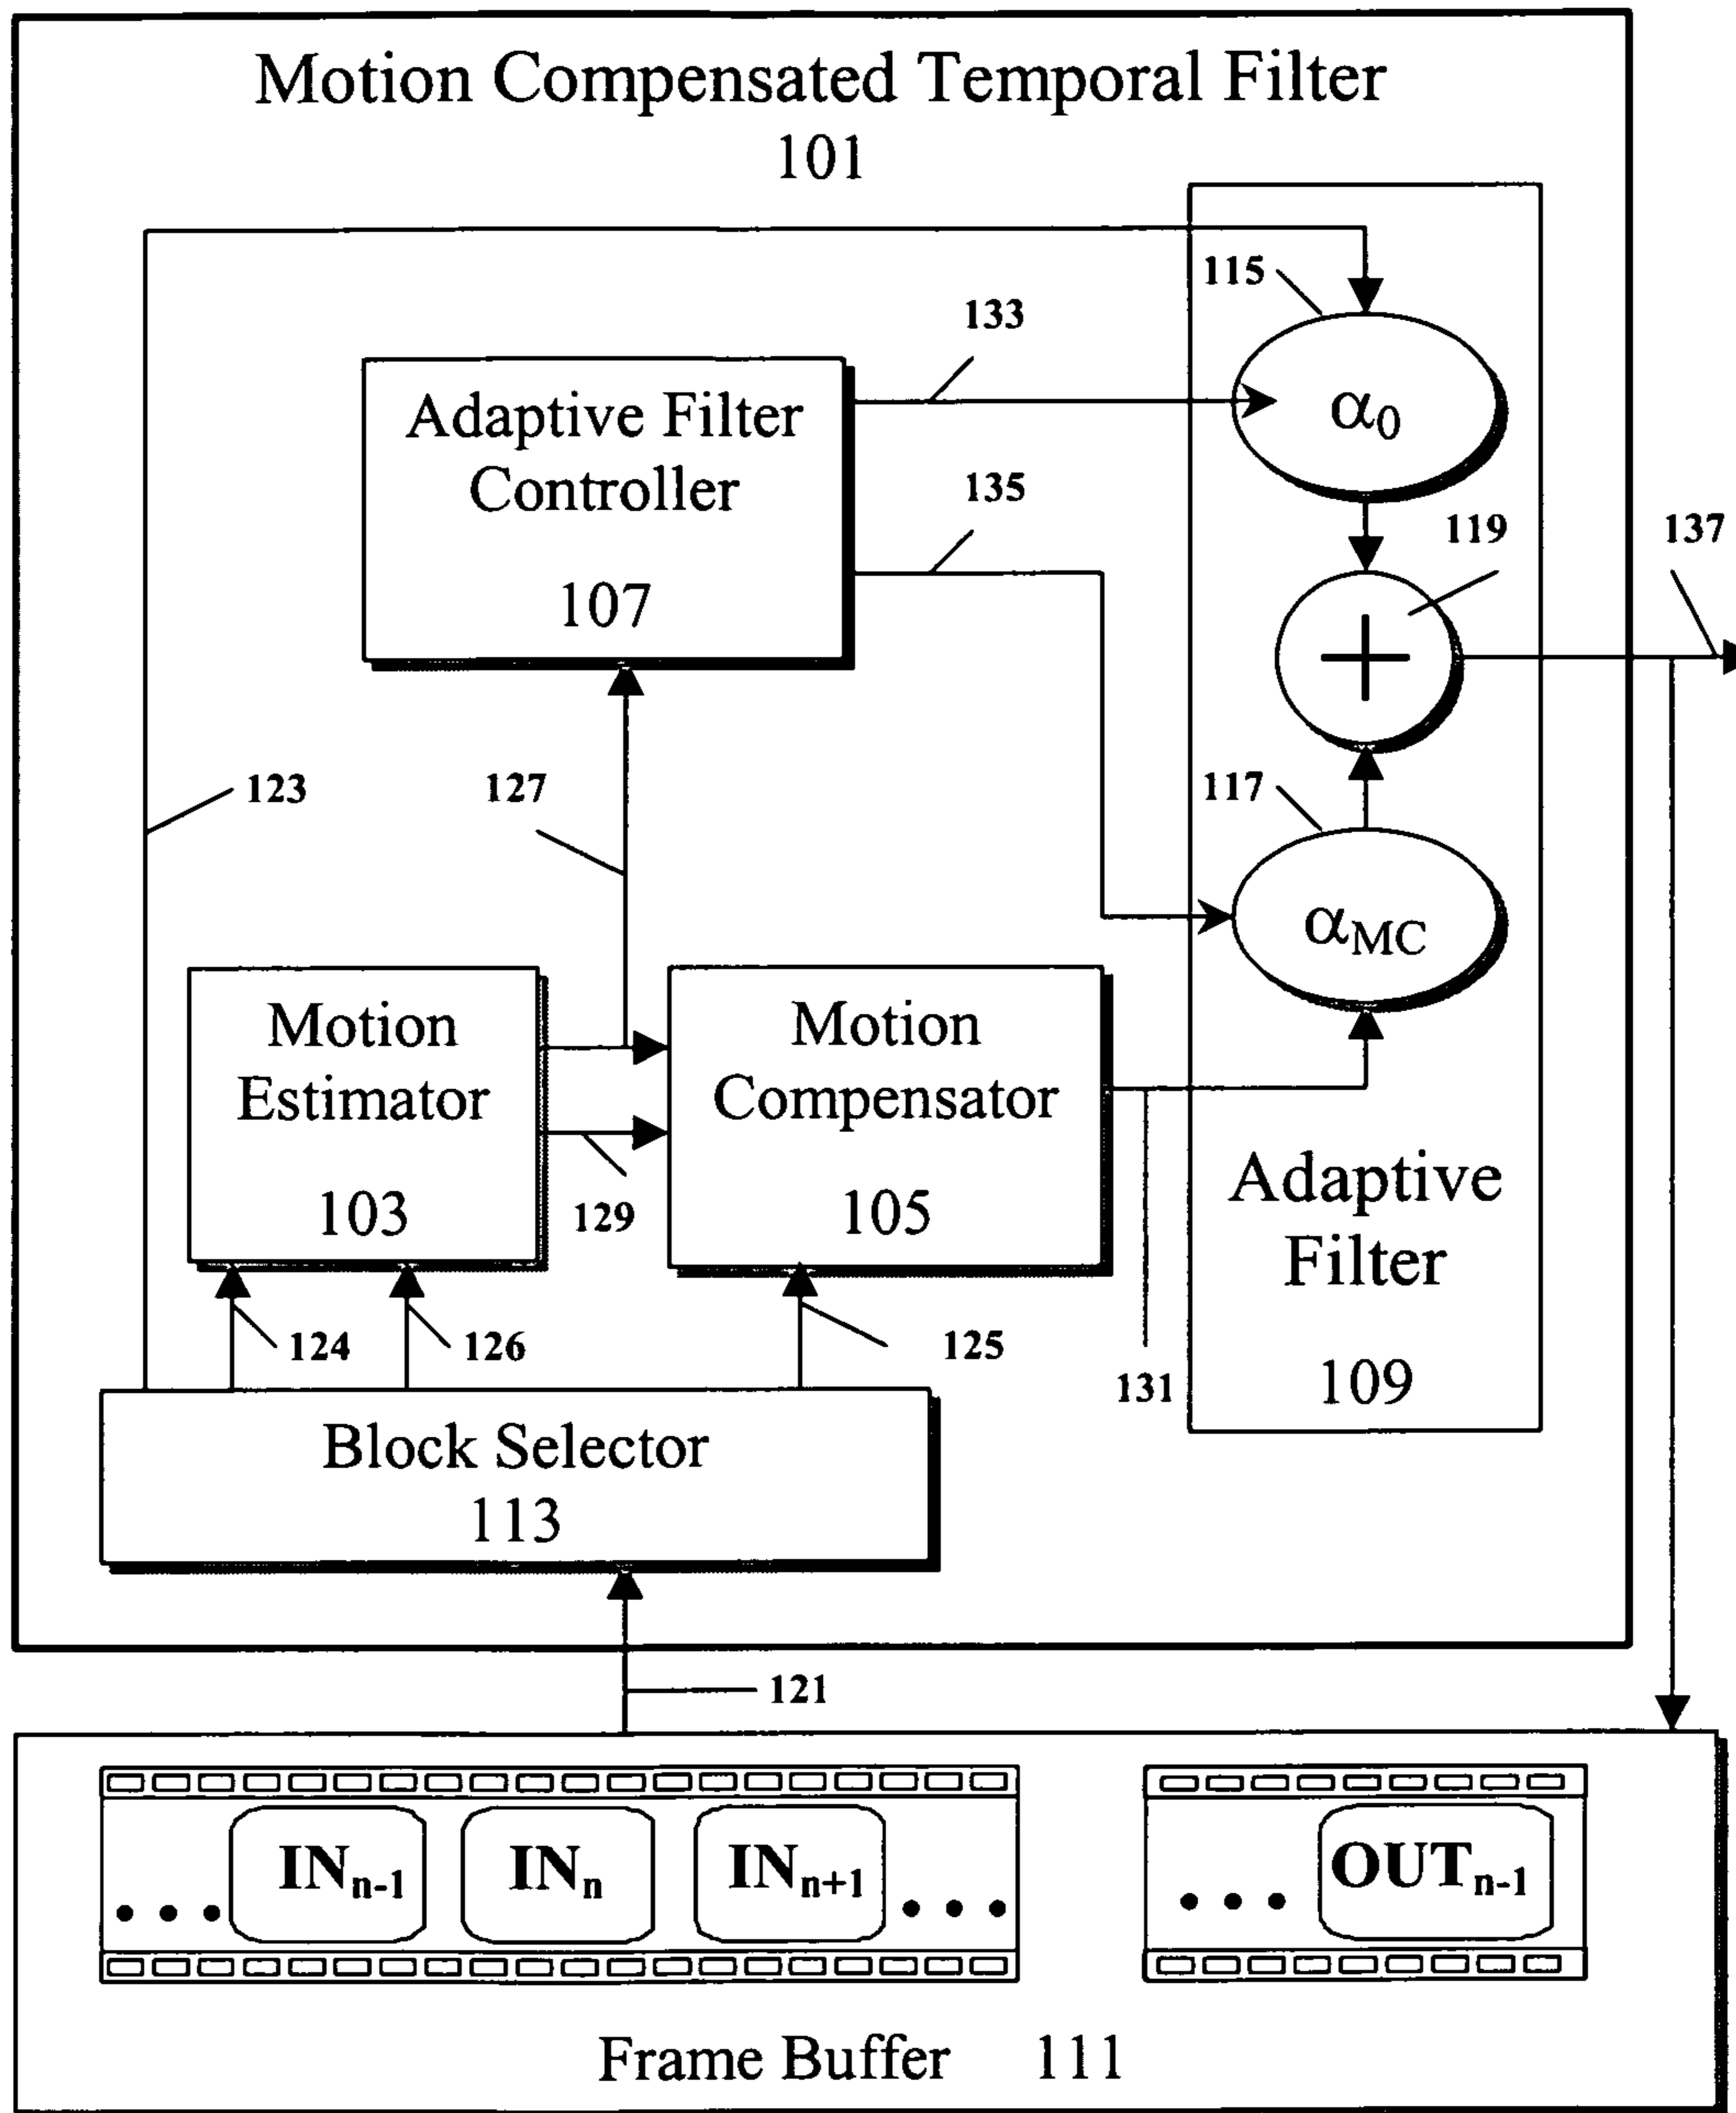 Motion Compensated Temporal Filter
101
115
133
α0
Adaptive Filter
Controller
107
135
119
137
123
127
117
αMC
Motion
Estimator
103
129
Motion
Compensator
105
131
Adaptive
Filter
109
124
126
125
Block Selector
113
121
INn-1
INn
INn+1
OUTn-1
Frame Buffer 111